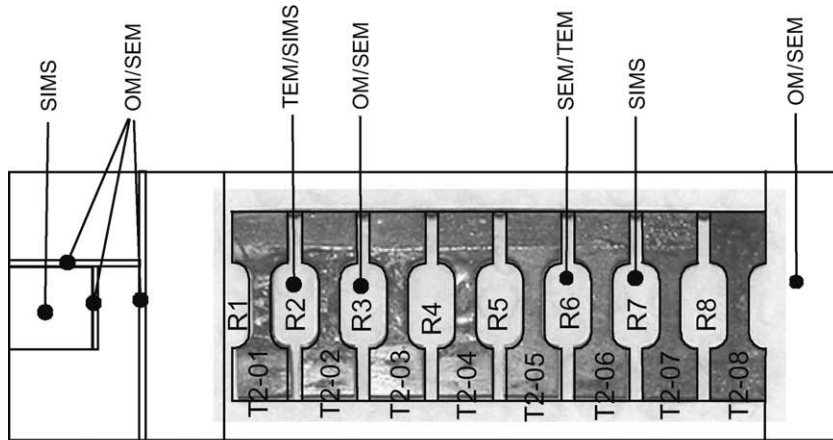 SIMS
OM/SEM
TEM/SIMS
OM/SEM
SEM/TEM
SIMS
OM/SEM
R1
R2
R3
R4
R5
R6
R7
R8
T2-01
T2-02
T2-03
T2-04
T2-05
T2-06
T2-07
T2-08